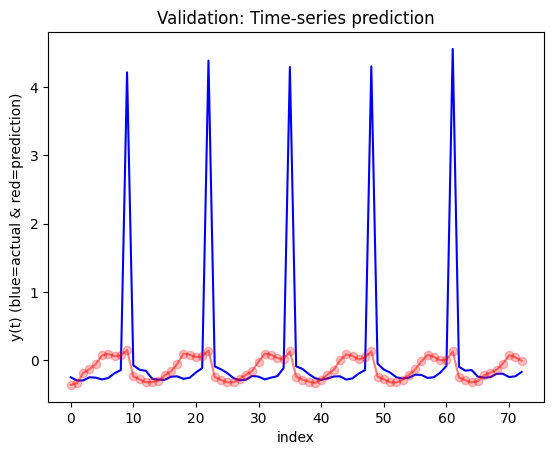 Validation: Time-series prediction
y(t) (blue=actual & red=prediction)
4
3
2
1
0
0 10 20 30 40 50 60 70
index